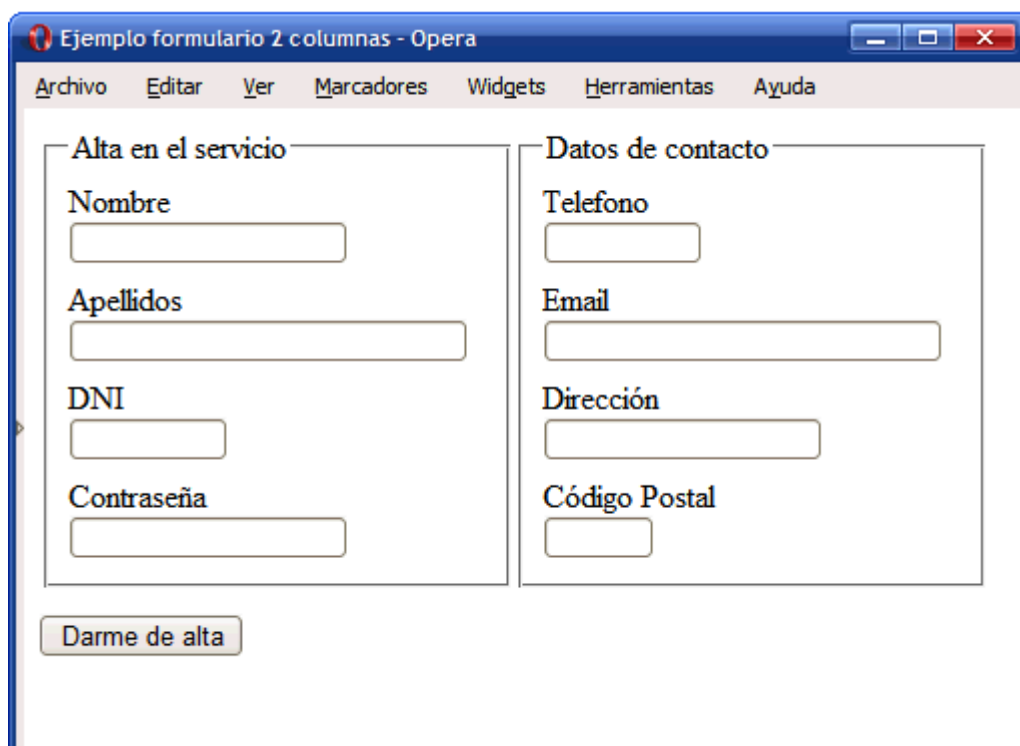 Ejemplo formulario 2 columnas - Opera
Archivo Editar Ver Marcadores Widgets Herramientas Ayuda
Alta en el servicio
Nombre
Apellidos
DNI
Contraseña
Datos de contacto
Telefono
Email
Dirección
Código Postal
Darme de alta